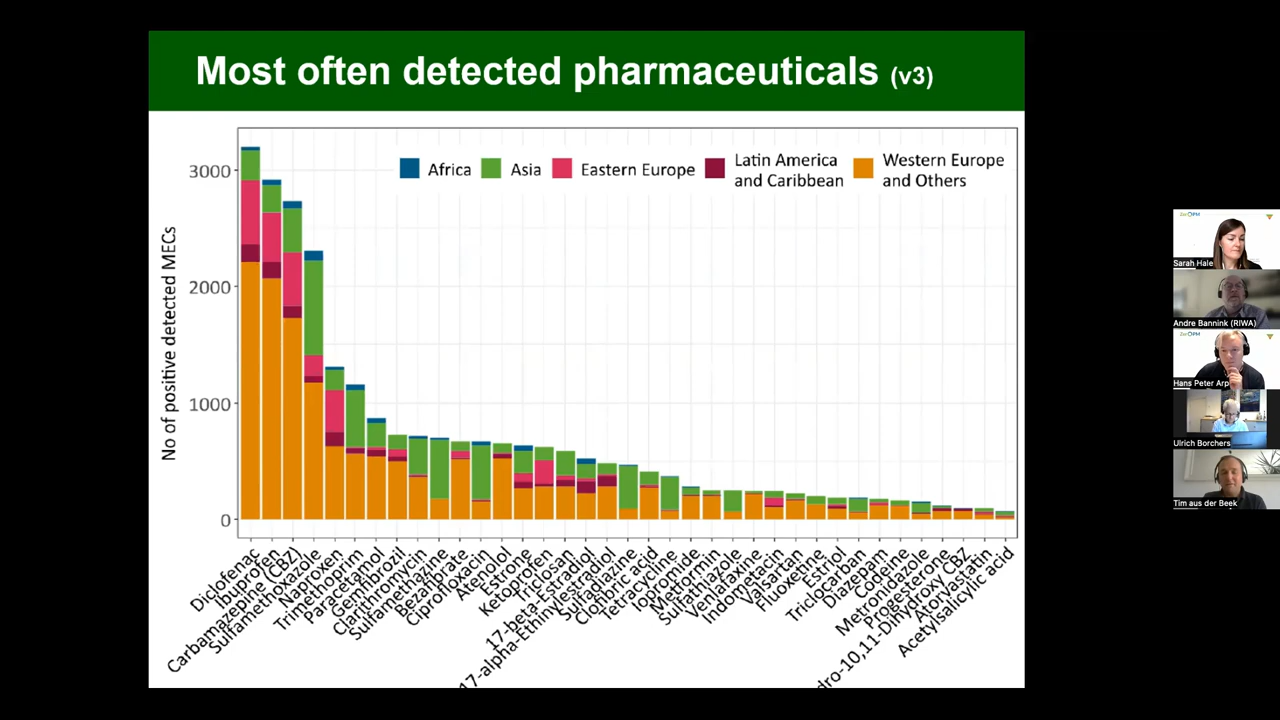 Most often detected pharmaceuticals (v3)
No of positive detected MECs
3000
2000
1000
0
Africa
Asia
Eastern Europe
Latin America
and Caribbean
Western Europe
and Others
Diclofenac
Ibuprofen
Carbamazepine (CBZ)
Sulfamethoxazole
Naproxen
Trimethoprim
Paracetamol
Gemfibrozil
Clarithromycin
Sulfamethazine
Bezafibrate
Ciprofloxacin
Atenolol
Estrone
Ketoprofen
Triclosan
17-beta-Estradiol
17-alpha-Ethinylestradiol
Sulfadiazine
Clofibric acid
Tetracycline
Iopromide
Metformin
Sulfathiazole
Venlafaxine
Indometacin
Valsartan
Fluoxetine
Estriol
Triclocarban
Diazepam
Codeine
Metronidazole
Progesterone
dro-10,11-Dihydroxy CBZ
Atorvastatin
Acetylsalicylic acid
Sarah Hale
Andre Bannink (RIWA)
Hans Peter Arp
Ulrich Borchers
Tim aus der Beek